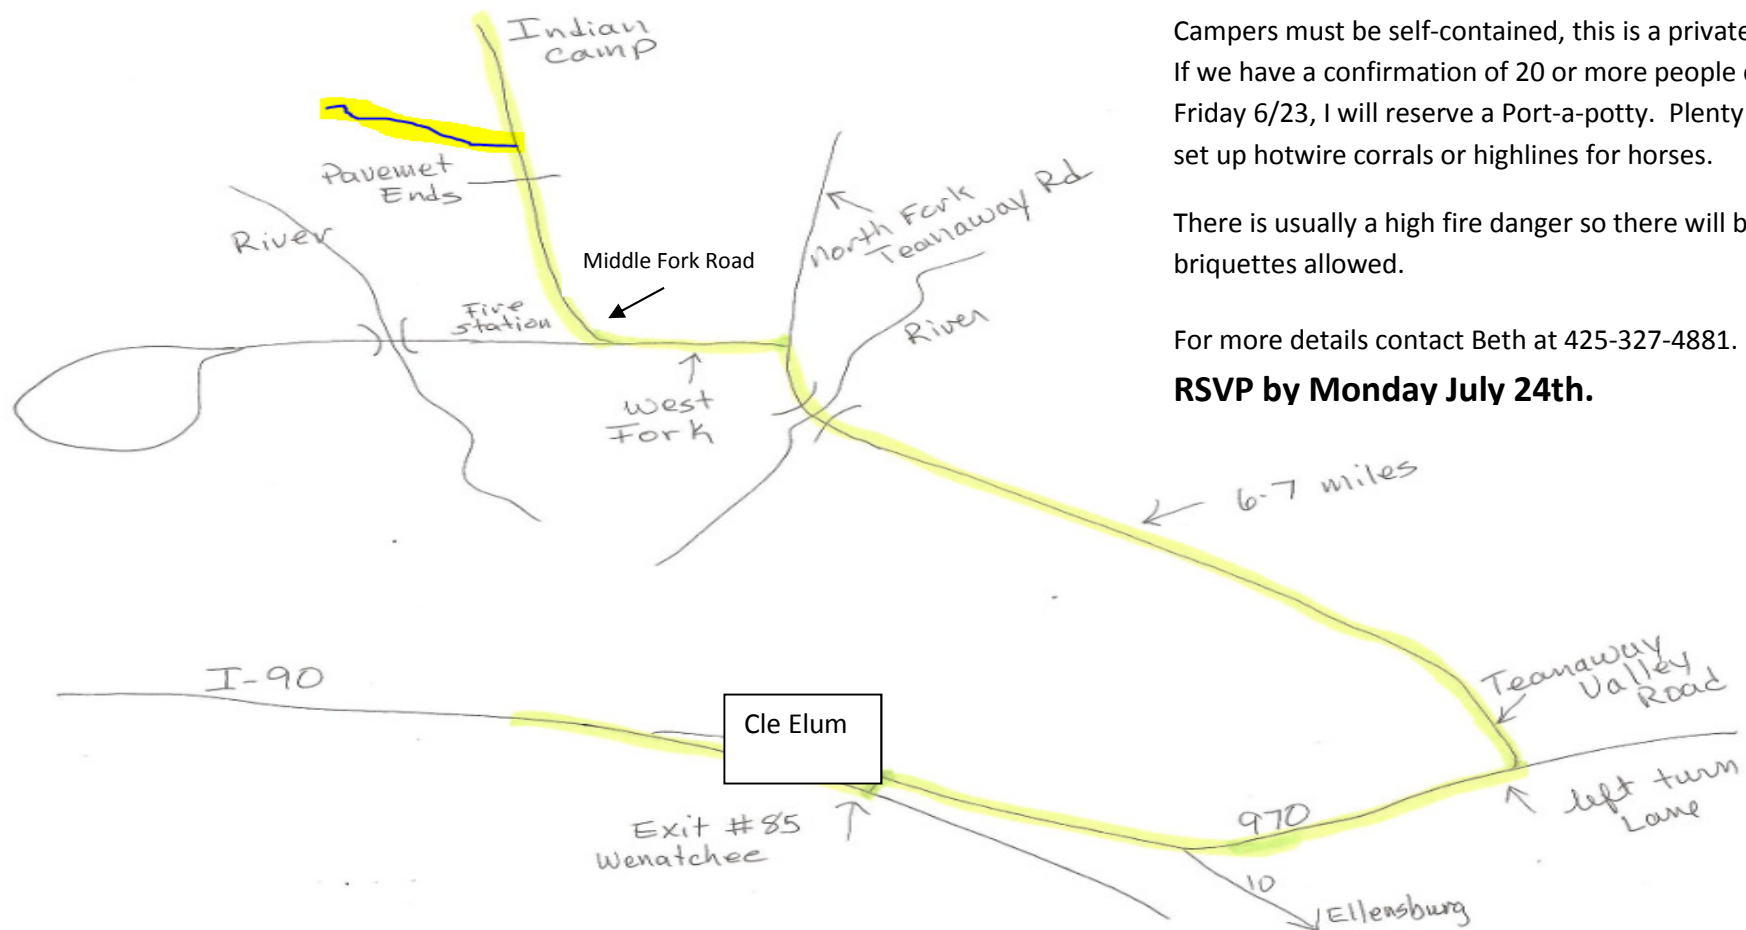 Indian
Camp
Campers must be self-contained, this is a private
If we have a confirmation of 20 or more people
Friday 6/23, I will reserve a Port-a-potty.  Plenty
set up hotwire corrals or highlines for horses.
There is usually a high fire danger so there will b
briquettes allowed.
For more details contact Beth at 425-327-4881.
RSVP by Monday July 24th.
Pavemet
Ends
River
Middle Fork Road
North Fork
Teanaway Rd
Fire
station
River
West
Fork
6-7 miles
I-90
Cle Elum
Teanaway
Valley
Road
Exit #85
Wenatchee
970
left turn
Lane
10
Ellensburg